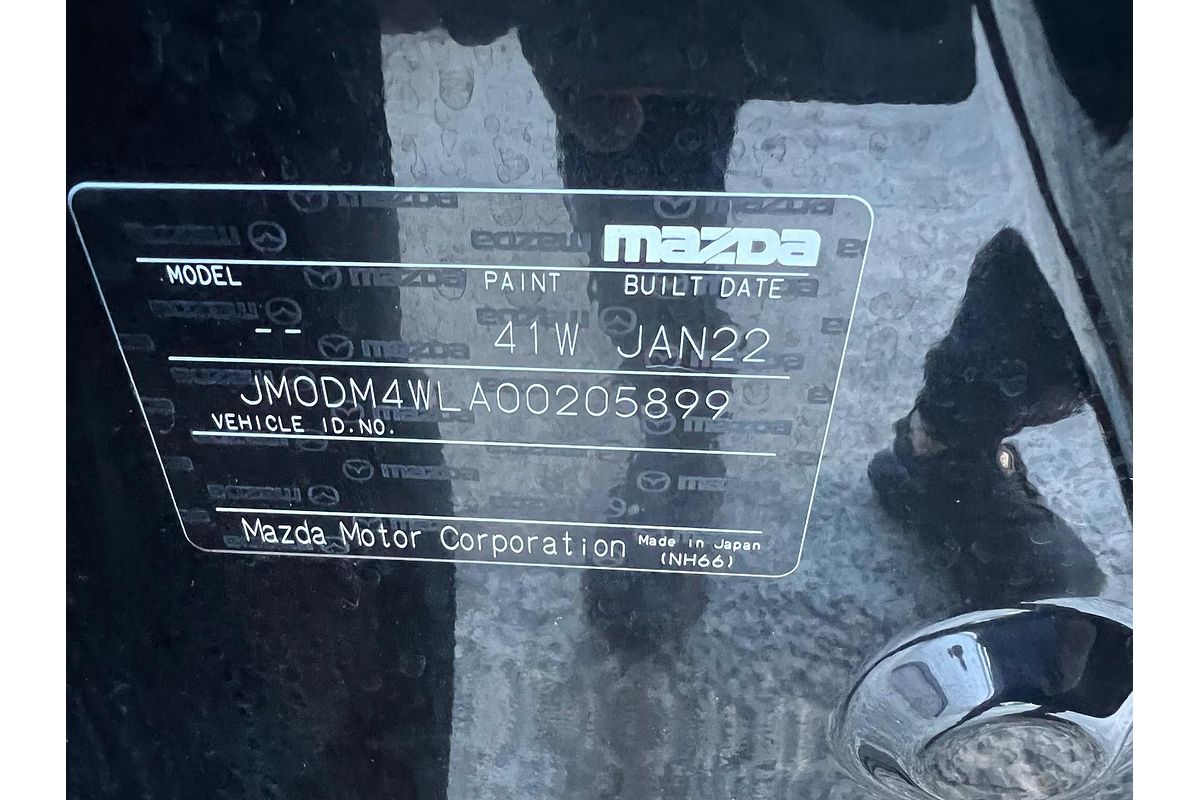 mazda
MODEL PAINT BUILT DATE
-- 41W JAN22
JM0DM4WLA00205899
VEHICLE ID.NO.
Mazda Motor Corporation Made in Japan
(NH66)